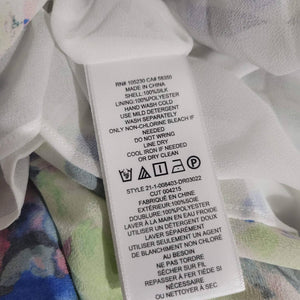 RN# 105230 CA# 58355
MADE IN CHINA
SHELL:100%SILK
LINING:100%POLYESTER
HAND WASH COLD
USE MILD DETERGENT
WASH SEPARATELY
ONLY NON-CHLORINE BLEACH IF
NEEDED
DO NOT WRING
LINE DRY
COOL IRON IF NEEDED
OR DRY CLEAN
STYLE 21-1-008403-DR03022
CUT 004215
FABRIQUÉ EN CHINE
EXTÉRIEUR:100%SOIE
DOUBLURE:100%POLYESTER
LAVER À LA MAIN EN EAU FROIDE
UTILISER UN DÉTERGENT DOUX
LAVER SÉPARÉMENT
UTILISER SEULEMENT UN AGENT
DE BLANCHIMENT NON CHLORÉ
AU BESOIN
NE PAS TORDRE
SÉCHER SUR FIL
REPASSER À FER TIÈDE SI
NÉCESSAIRE
OU NETTOYER À SEC